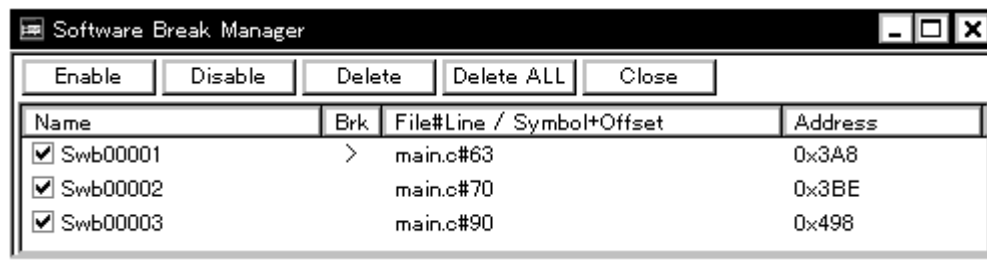 Software Break Manager
Enable Disable Delete Delete ALL Close
Name Brk File#Line / Symbol+Offset Address
Swb00001 > main.c#63 0x3A8
Swb00002 main.c#70 0x3BE
Swb00003 main.c#90 0x498